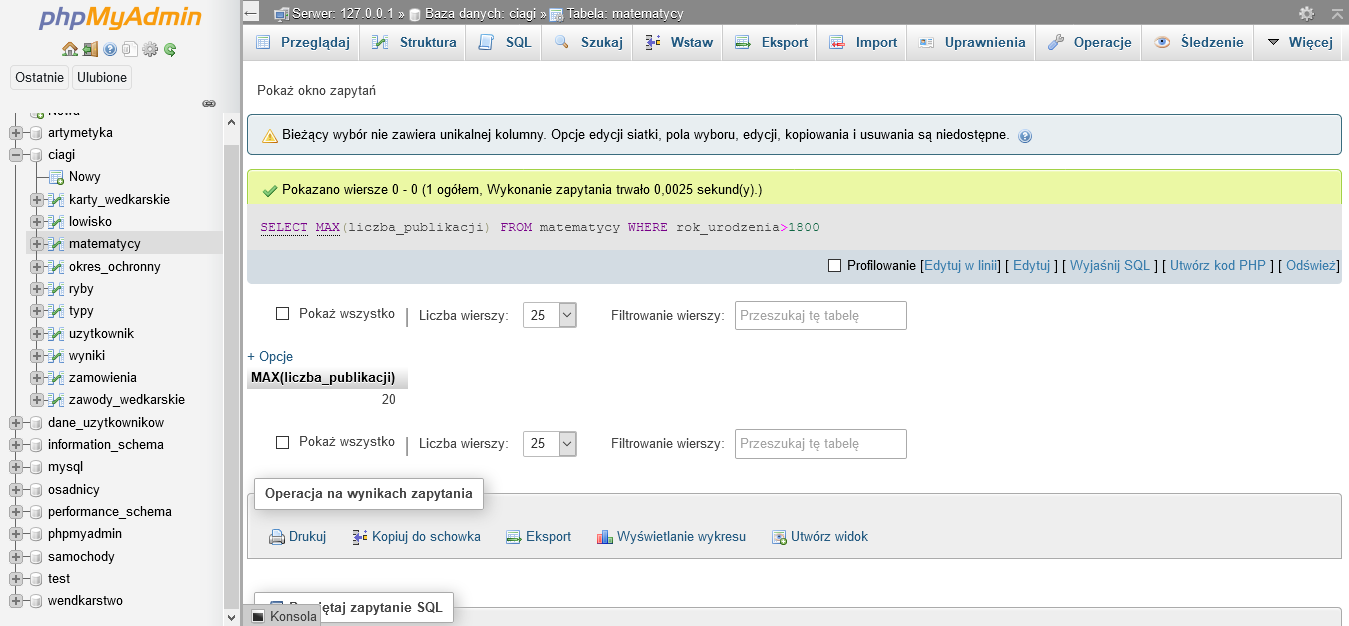 phpMyAdmin
Ostatnie Ulubione
Nowa
artymetyka
ciagi
Nowy
karty_wedkarskie
lowisko
matematycy
okres_ochronny
ryby
typy
uzytkownik
wyniki
zamowienia
zawody_wedkarskie
dane_uzytkownikow
information_schema
mysql
osadnicy
performance_schema
phpmyadmin
samochody
test
wendkarstwo
Serwer: 127.0.0.1 » Baza danych: ciagi » Tabela: matematycy
Przeglądaj Struktura SQL Szukaj Wstaw Eksport Import Uprawnienia Operacje Śledzenie Więcej
Pokaż okno zapytań
Bieżący wybór nie zawiera unikalnej kolumny. Opcje edycji siatki, pola wyboru, edycji, kopiowania i usuwania są niedostępne.
Pokazano wiersze 0 - 0 (1 ogółem, Wykonanie zapytania trwało 0,0025 sekund(y).)
SELECT MAX(liczba_publikacji) FROM matematycy WHERE rok_urodzenia>1800
Profilowanie [Edytuj w linii] [ Edytuj ] [ Wyjaśnij SQL ] [ Utwórz kod PHP ] [ Odśwież]
Pokaż wszystko | Liczba wierszy: 25 Filtrowanie wierszy: Przeszukaj tę tabelę
+ Opcje
MAX(liczba_publikacji)
20
Pokaż wszystko | Liczba wierszy: 25 Filtrowanie wierszy: Przeszukaj tę tabelę
Operacja na wynikach zapytania
Drukuj Kopiuj do schowka Eksport Wyświetlanie wykresu Utwórz widok
zapytanie SQL
Konsola